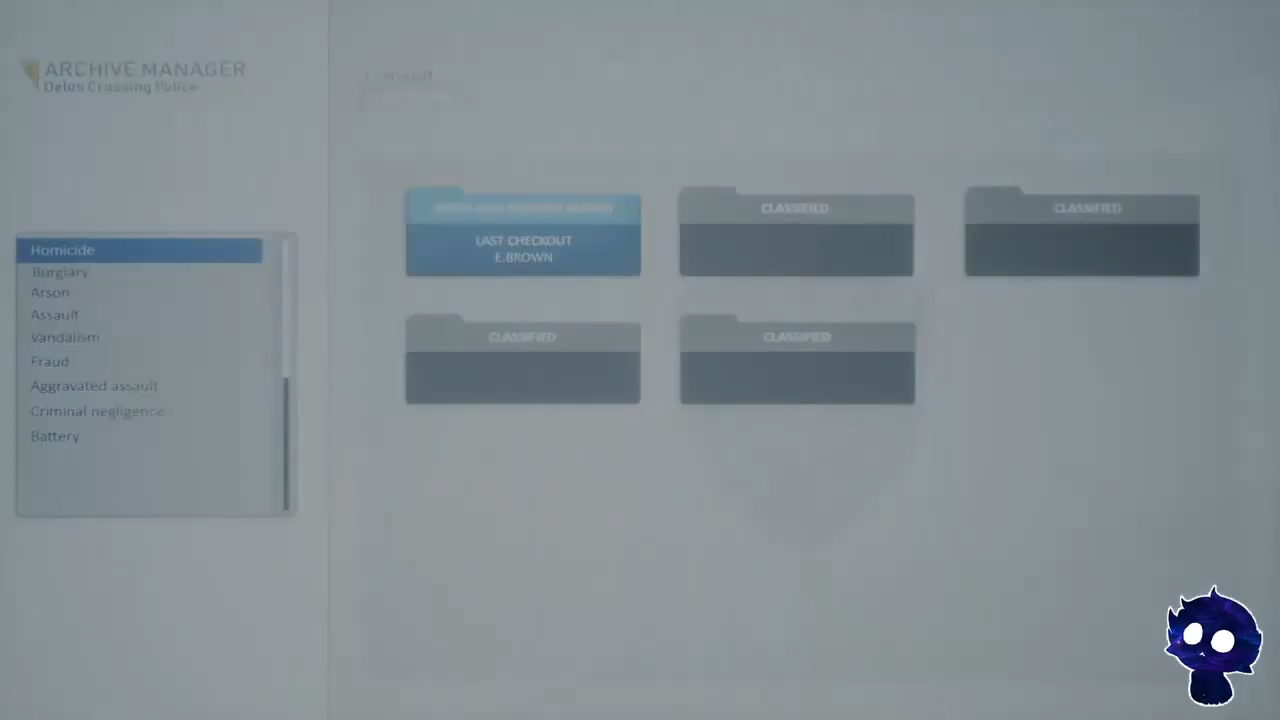 ARCHIVE MANAGER
Delos Crossing Police
Homicide
Burglary
Arson
Assault
Vandalism
Fraud
Aggravated assault
Criminal negligence
Battery
LAST CHECKOUT
E.BROWN
CLASSIFIED
CLASSIFIED
CLASSIFIED
CLASSIFIED